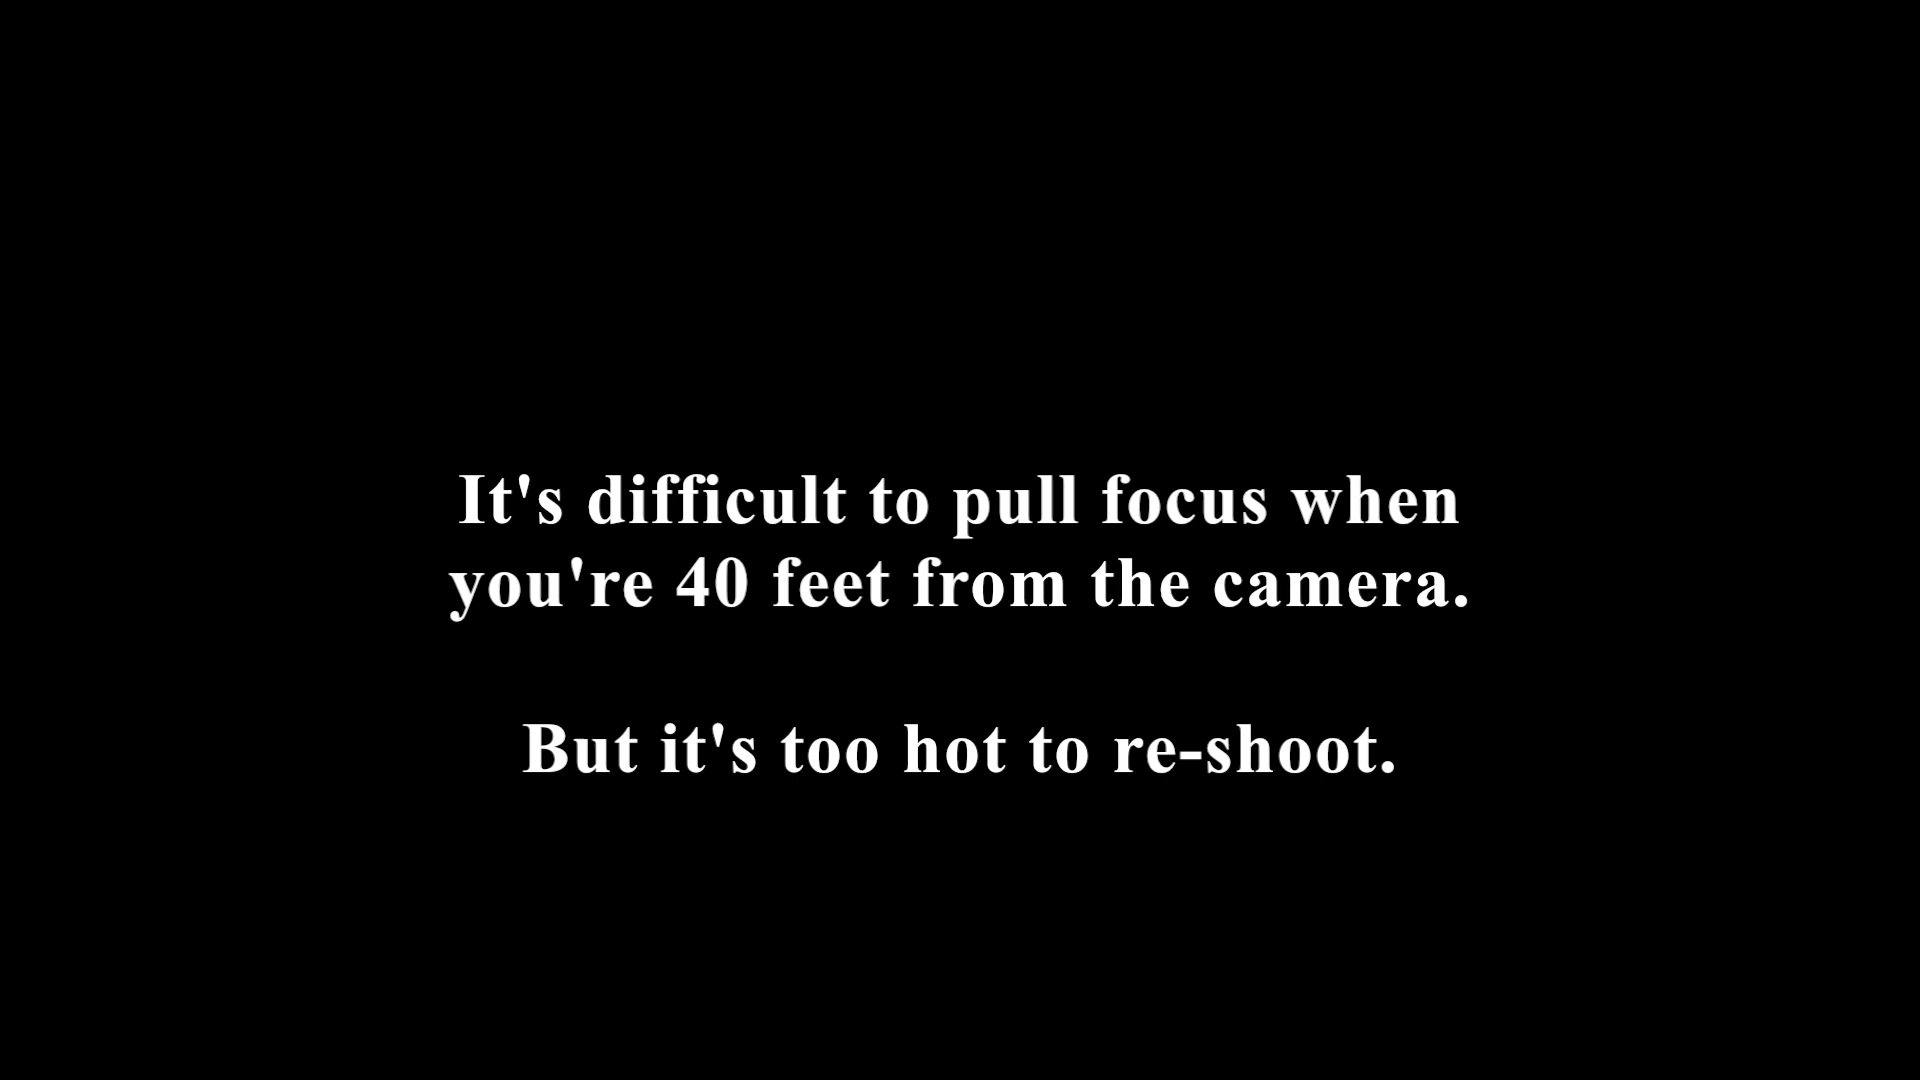 It's difficult to pull focus when
you're 40 feet from the camera.
But it's too hot to re-shoot.